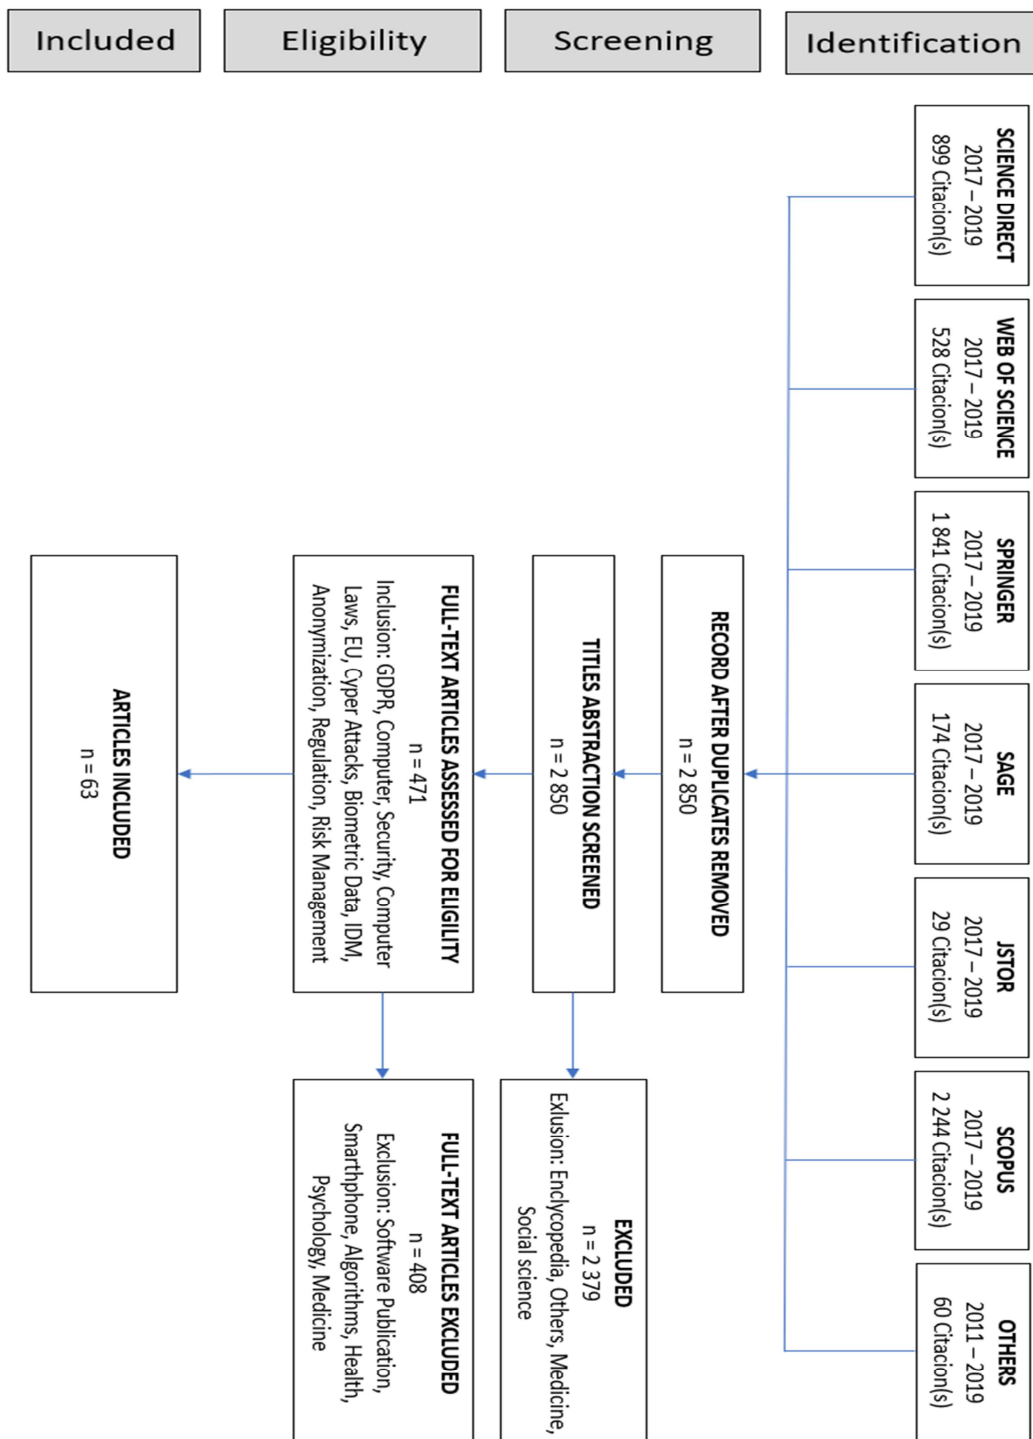 Included
Eligibility
Screening
Identification
SCIENCE DIRECT
2017 – 2019
899 Citacion(s)
WEB OF SCIENCE
2017 – 2019
528 Citacion(s)
SPRINGER
2017 – 2019
1 841 Citacion(s)
SAGE
2017 – 2019
174 Citacion(s)
JSTOR
2017 – 2019
29 Citacion(s)
SCOPUS
2017 – 2019
2 244 Citacion(s)
OTHERS
2011 – 2019
60 Citacion(s)
RECORD AFTER DUPLICATES REMOVED
n = 2 850
TITLES ABSTRACTION SCREENED
n = 2 850
EXCLUDED
n = 2 379
Exlusion: Enclycopedia, Others, Medicine,
Social science
FULL-TEXT ARTICLES ASSESSED FOR ELIGILITY
n = 471
Inclusion: GDPR, Computer, Security, Computer
Laws, EU, Cyper Attacks, Biometric Data, IDM,
Anonymization, Regulation, Risk Management
FULL-TEXT ARTICLES EXCLUDED
n = 408
Exclusion: Software Publication,
Smarthphone, Algorithms, Health,
Psychology, Medicine
ARTICLES INCLUDED
n = 63